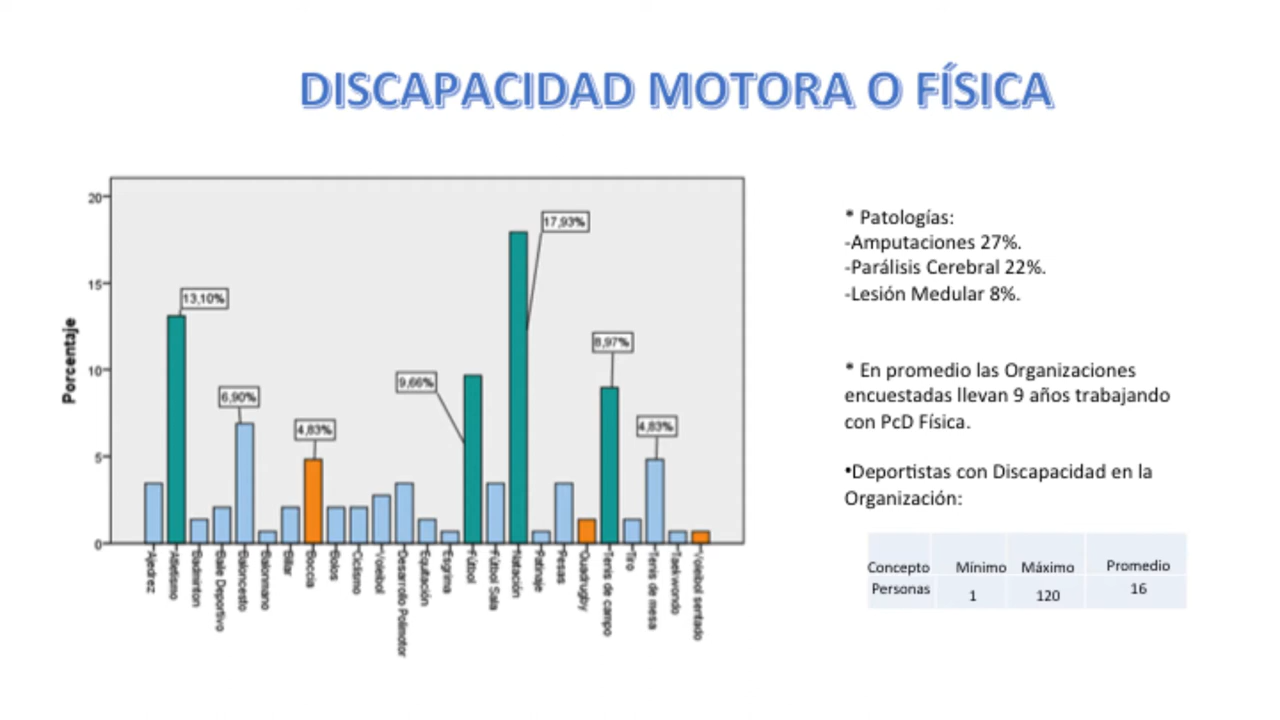 DISCAPACIDAD MOTORA O FÍSICA
Porcentaje
20
15
10
5
0
13,10%
6,90%
4,83%
9,66%
17,93%
8,97%
4,83%
Ajedrez
Atletismo
Badminton
Baile Deportivo
Baloncesto
Balonmano
Billar
Boccia
Bolos
Ciclismo
Voleibol
Desarrollo Polimotor
Equitación
Esgrima
Fútbol
Fútbol Sala
Natación
Patinaje
Pesas
Quadrugby
Tenis de campo
Tiro
Tenis de mesa
Taekwondo
Voleibol sentado
* Patologías:
-Amputaciones 27%.
-Parálisis Cerebral 22%.
-Lesión Medular 8%.
* En promedio las Organizaciones
encuestadas llevan 9 años trabajando
con PcD Física.
•Deportistas con Discapacidad en la
Organización:
Concepto Mínimo Máximo Promedio
Personas 1 120 16